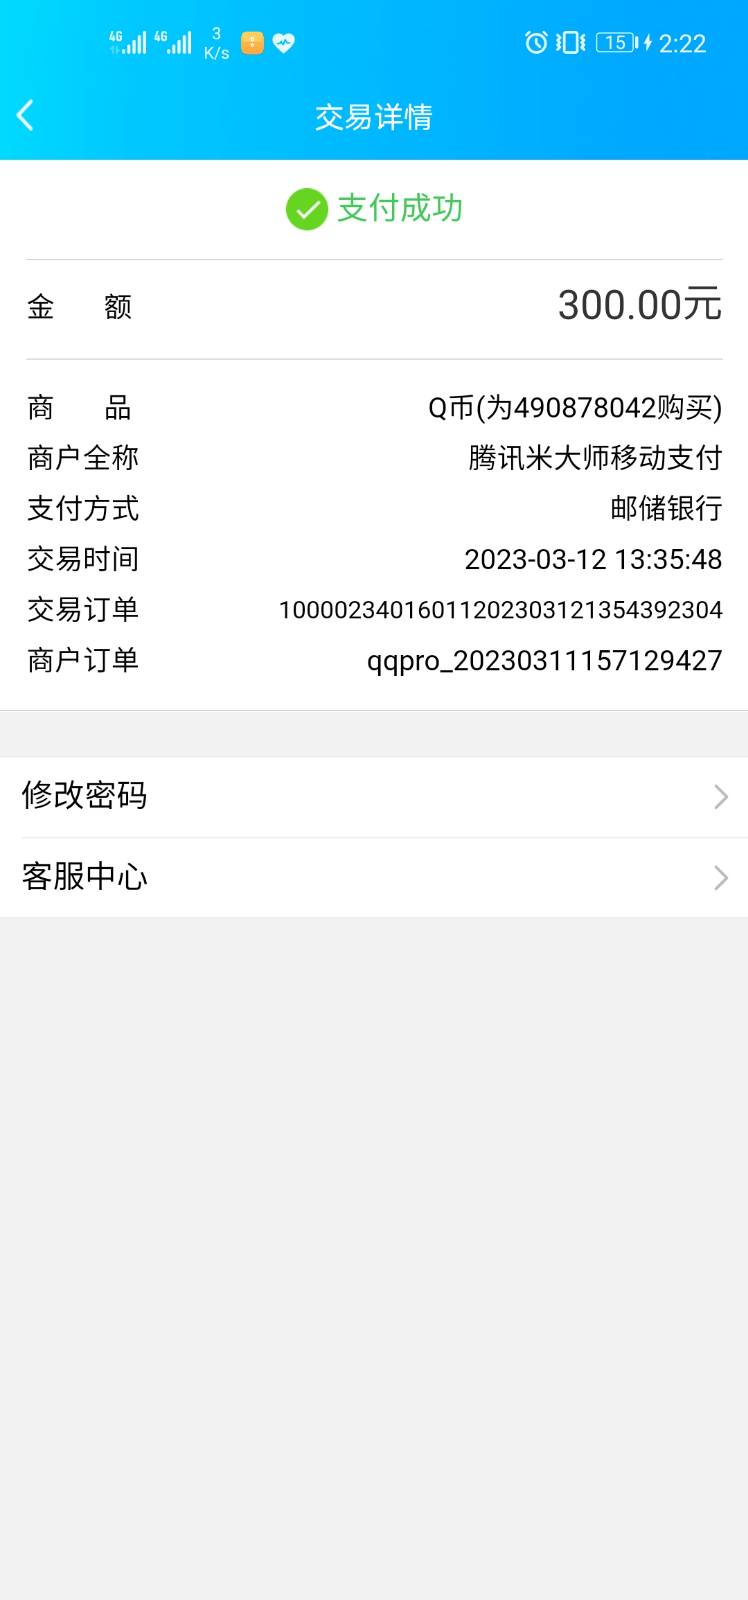 4G 4G 3 K/s 15 2:22
交易详情
支付成功
金额 300.00元
商品 Q币(为490878042购买)
商户全称 腾讯米大师移动支付
支付方式 邮储银行
交易时间 2023-03-12 13:35:48
交易订单 1000023401601120230312135439​2304
商户订单 qqpro_20230311157129427
修改密码
客服中心